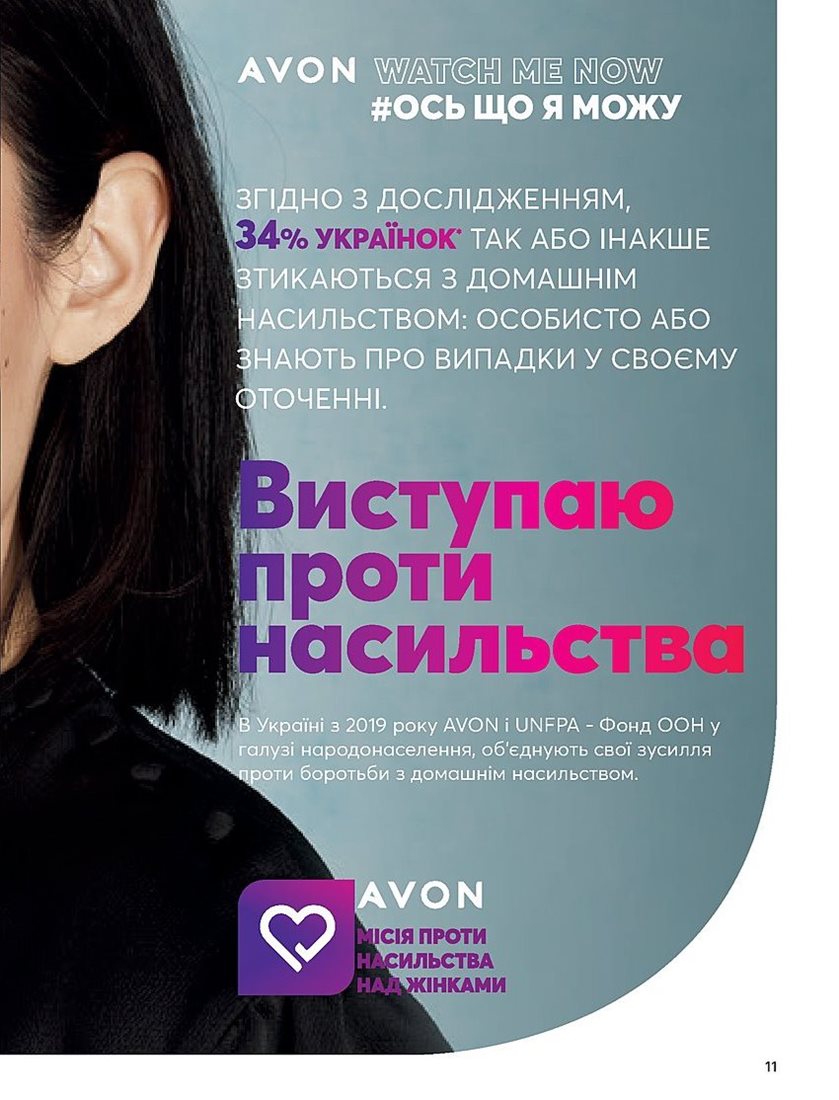 AVON WATCH ME NOW
#ОСЬ ЩО Я МОЖУ
ЗГІДНО З ДОСЛІДЖЕННЯМ,
34% УКРАЇНОК* ТАК АБО ІНАКШЕ
ЗТИКАЮТЬСЯ З ДОМАШНІМ
НАСИЛЬСТВОМ: ОСОБИСТО АБО
ЗНАЮТЬ ПРО ВИПАДКИ У СВОЄМУ
ОТОЧЕННІ.
Виступаю
проти
насильства
В Україні з 2019 року AVON і UNFPA - Фонд ООН у
галузі народонаселення, об'єднують свої зусилля
проти боротьби з домашнім насильством.
AVON
МІСІЯ ПРОТИ
НАСИЛЬСТВА
НАД ЖІНКАМИ
11